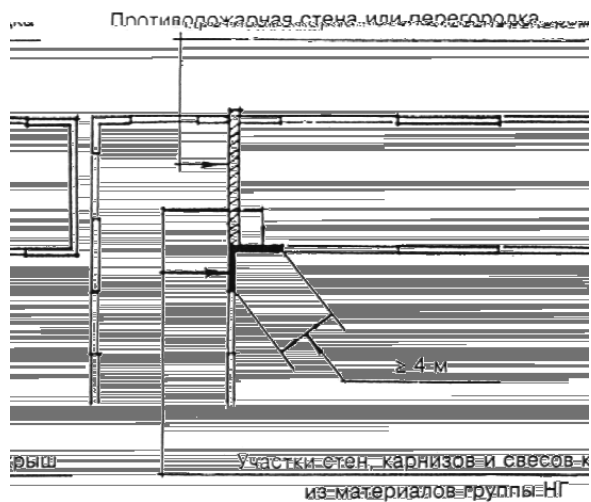 Противопожарная стена или перегородка
≥ 4 м
рыш
Участки стен, карнизов и свесов к
из материалов группы НГ